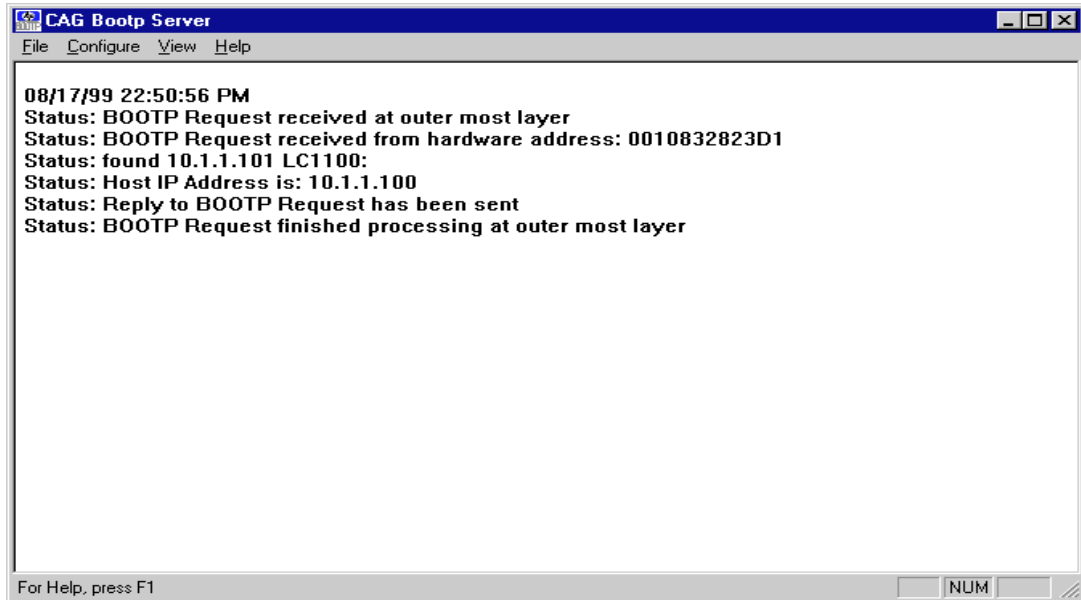 CAG Bootp Server
File Configure View Help
08/17/99 22:50:56 PM
Status: BOOTP Request received at outer most layer
Status: BOOTP Request received from hardware address: 0010832823D1
Status: found 10.1.1.101 LC1100:
Status: Host IP Address is: 10.1.1.100
Status: Reply to BOOTP Request has been sent
Status: BOOTP Request finished processing at outer most layer
For Help, press F1
NUM